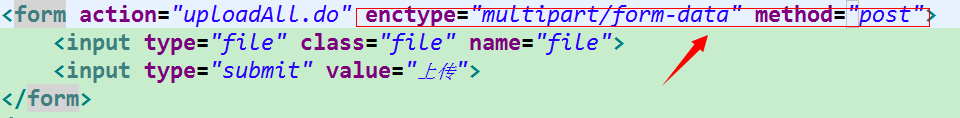 <form action="uploadAll.do" enctype="multipart/form-data" method="post">
<input type="file" class="file" name="file">
<input type="submit" value="上传">
</form>